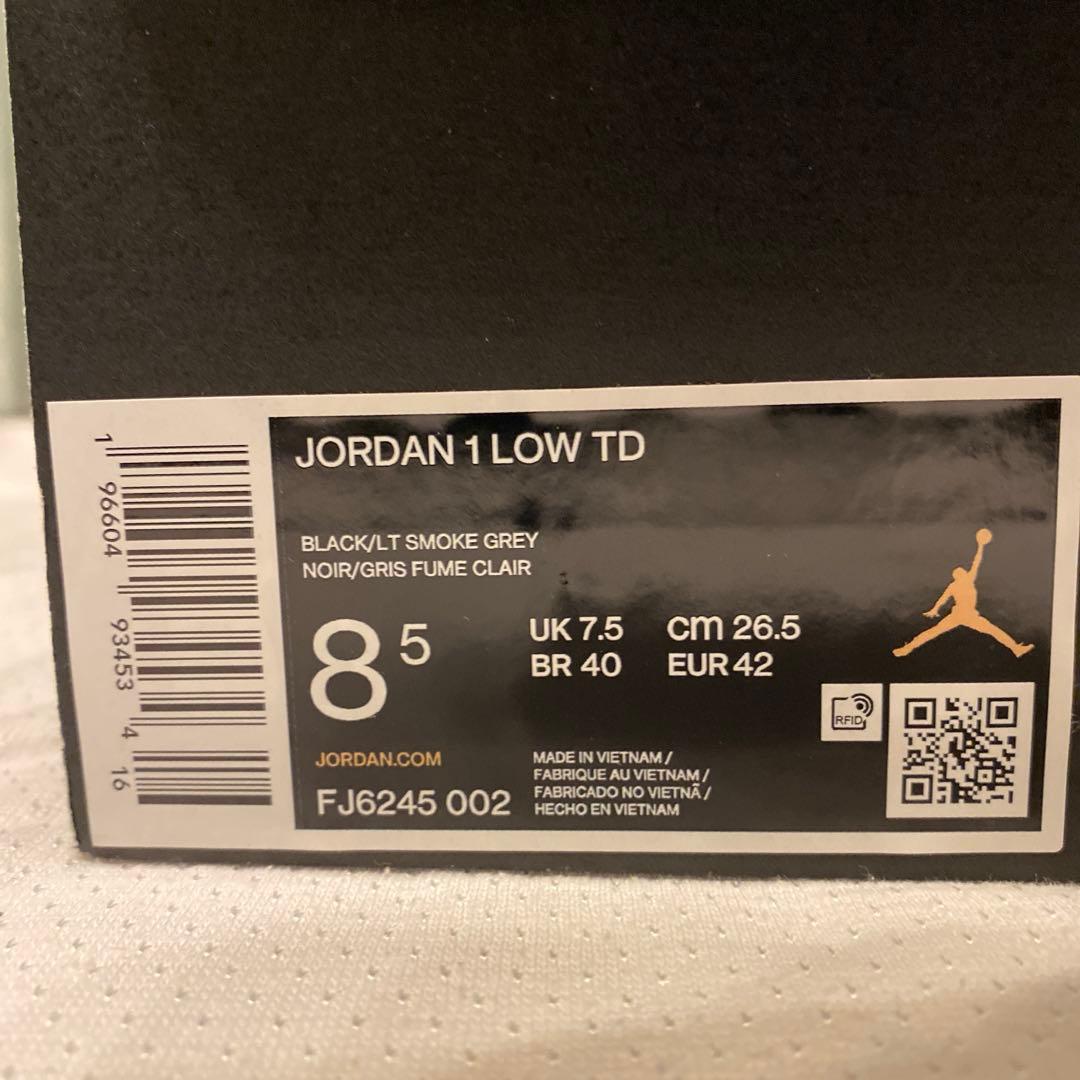 JORDAN 1 LOW TD
BLACK/LT SMOKE GREY
NOIR/GRIS FUME CLAIR
8 5
UK 7.5 cm 26.5
BR 40 EUR 42
RFID
JORDAN.COM
FJ6245 002
MADE IN VIETNAM /
FABRIQUE AU VIETNAM /
FABRICADO NO VIETNÃ /
HECHO EN VIETNAM
1 96604 93453 4 16